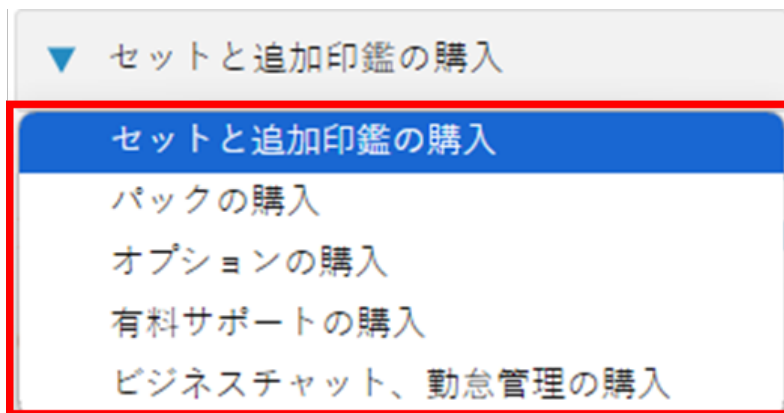 ▼ セットと追加印鑑の購入
セットと追加印鑑の購入
パックの購入
オプションの購入
有料サポートの購入
ビジネスチャット、勤怠管理の購入